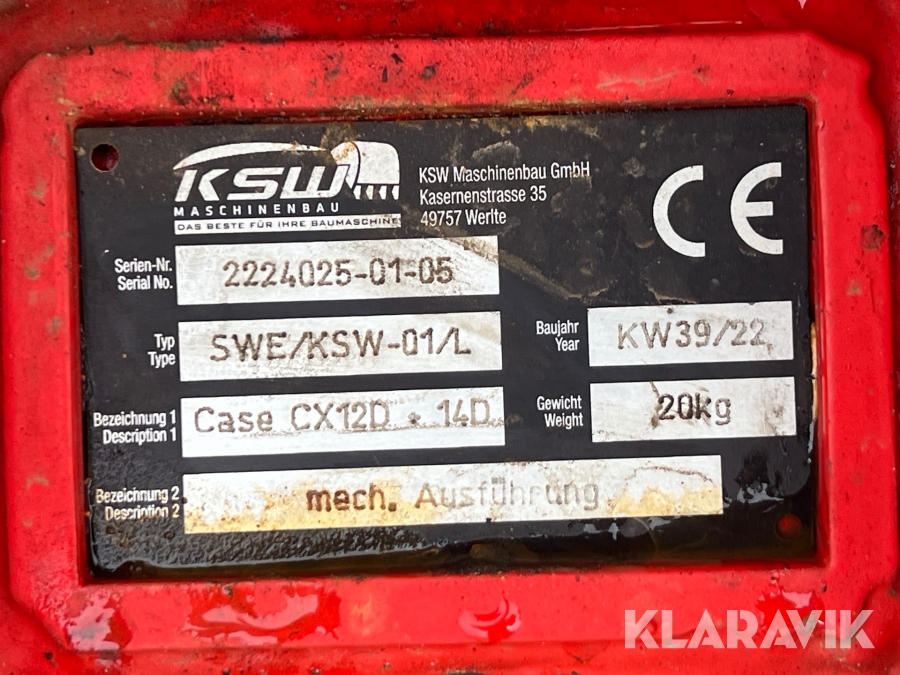 KSW
MASCHINENBAU
DAS BESTE FÜR IHRE BAUMASCHINE
KSW Maschinenbau GmbH
Kasernenstrasse 35
49757 Werlte
CE
Serien-Nr.
Serial No.
2224025-01-05
Typ
Type
SWE/KSW-01/L
Baujahr
Year
KW39/22
Bezeichnung 1
Description 1
Case CX12D + 14D
Gewicht
Weight
20kg
Bezeichnung 2
Description 2
mech. Ausführung
KLARAVIK